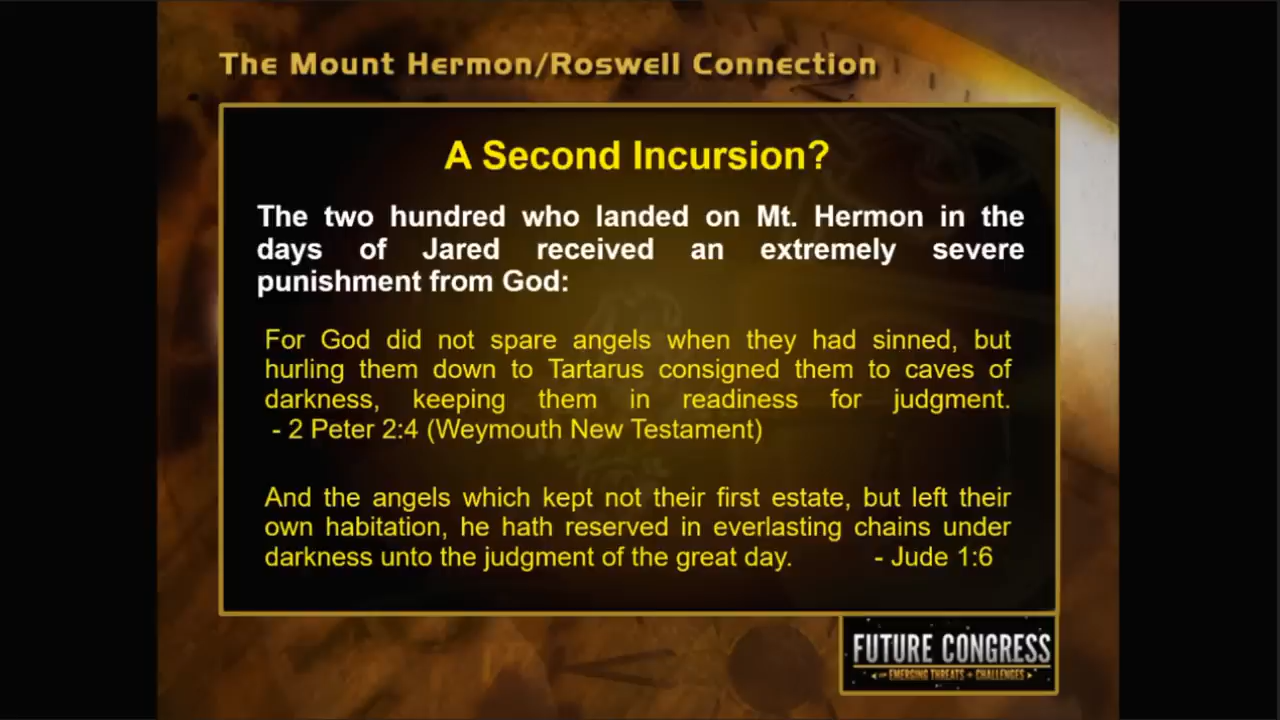 The Mount Hermon/Roswell Connection
A Second Incursion?
The two hundred who landed on Mt. Hermon in the
days of Jared received an extremely severe
punishment from God:
For God did not spare angels when they had sinned, but
hurling them down to Tartarus consigned them to caves of
darkness, keeping them in readiness for judgment.
- 2 Peter 2:4 (Weymouth New Testament)
And the angels which kept not their first estate, but left their
own habitation, he hath reserved in everlasting chains under
darkness unto the judgment of the great day. - Jude 1:6
FUTURE CONGRESS
EMERGING THREATS + CHALLENGES